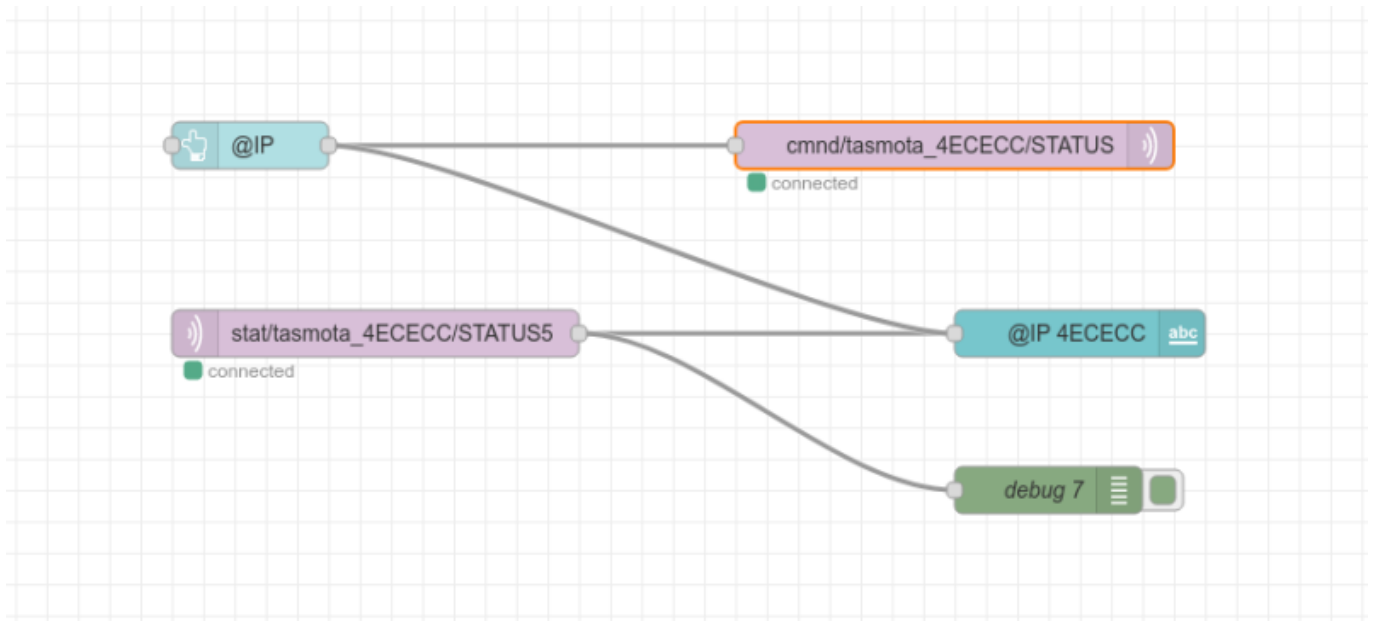 @IP
cmnd/tasmota_4ECECC/STATUS
connected
stat/tasmota_4ECECC/STATUS5
@IP 4ECECC
abc
connected
debug 7